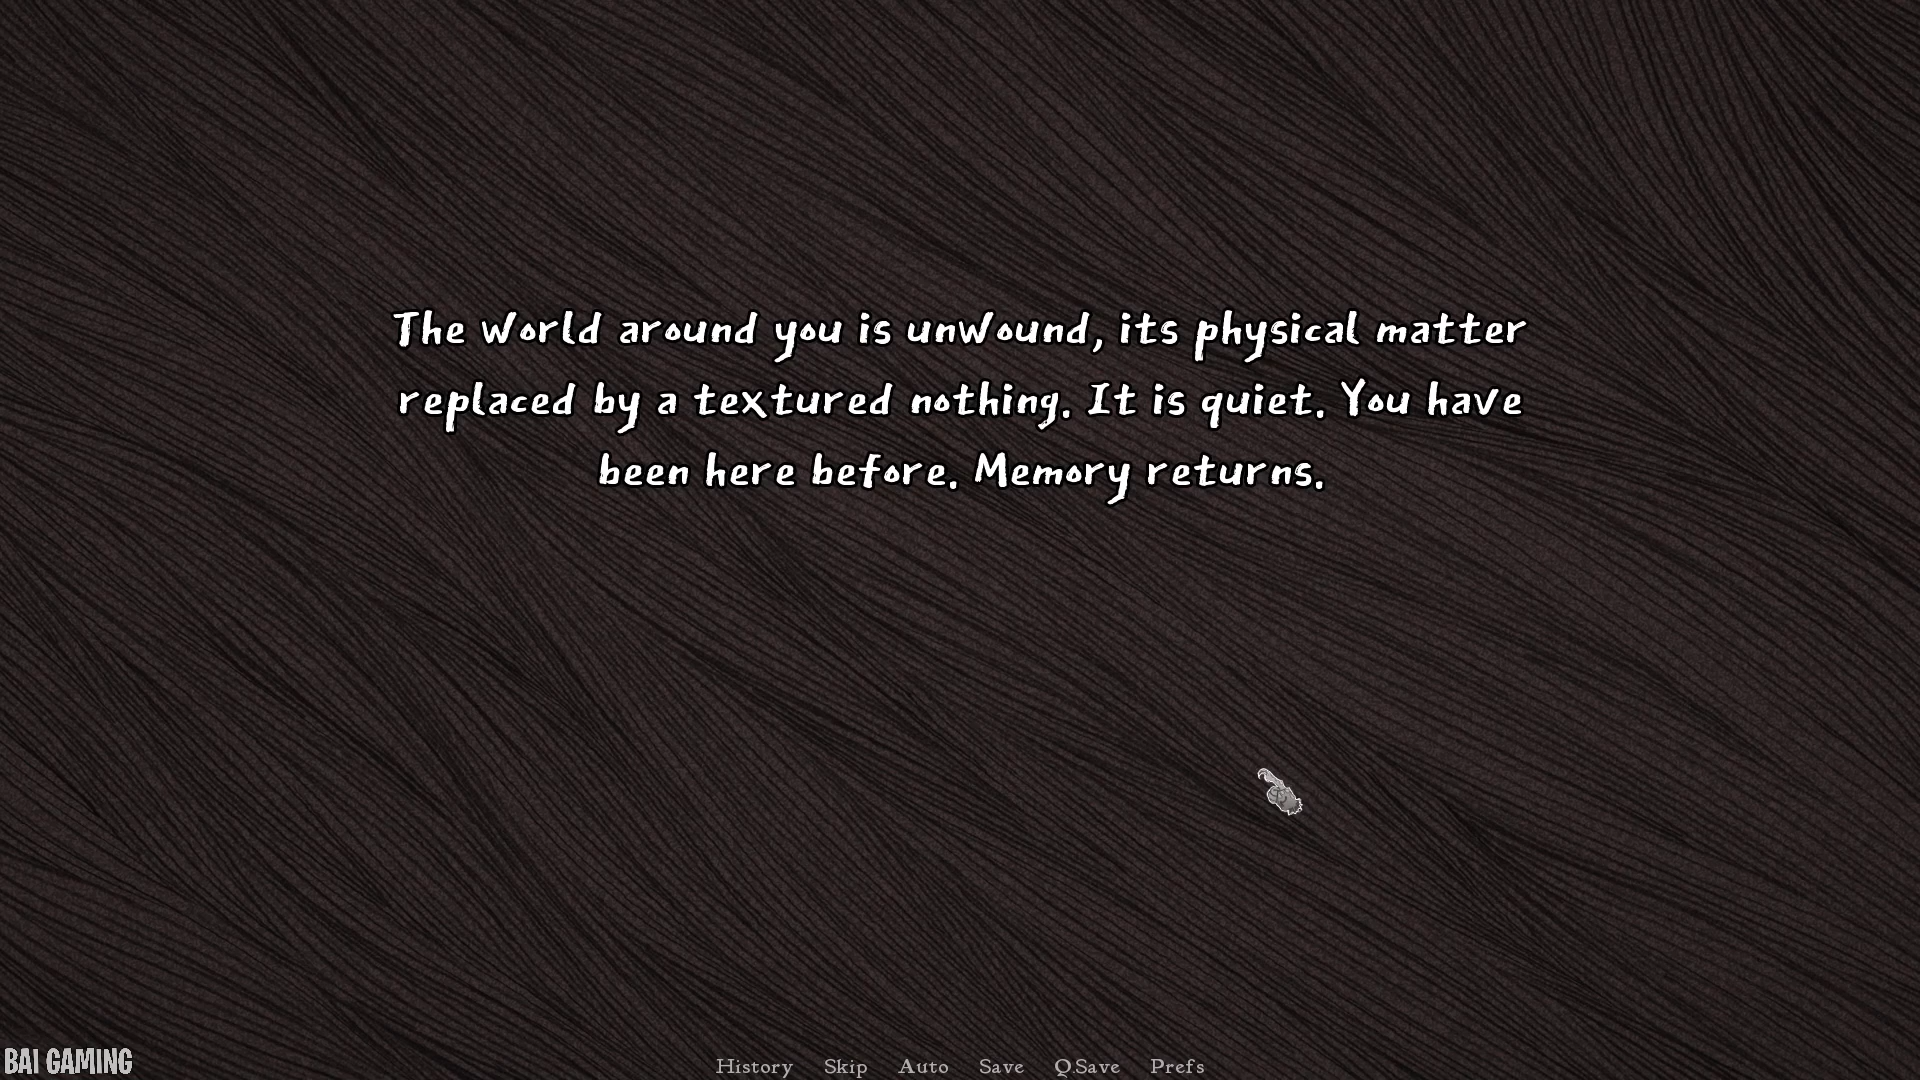 The world around you is unwound, its physical matter
replaced by a textured nothing. It is quiet. You have
been here before. Memory returns.
BAI GAMING
History Skip Auto Save Q.Save Prefs